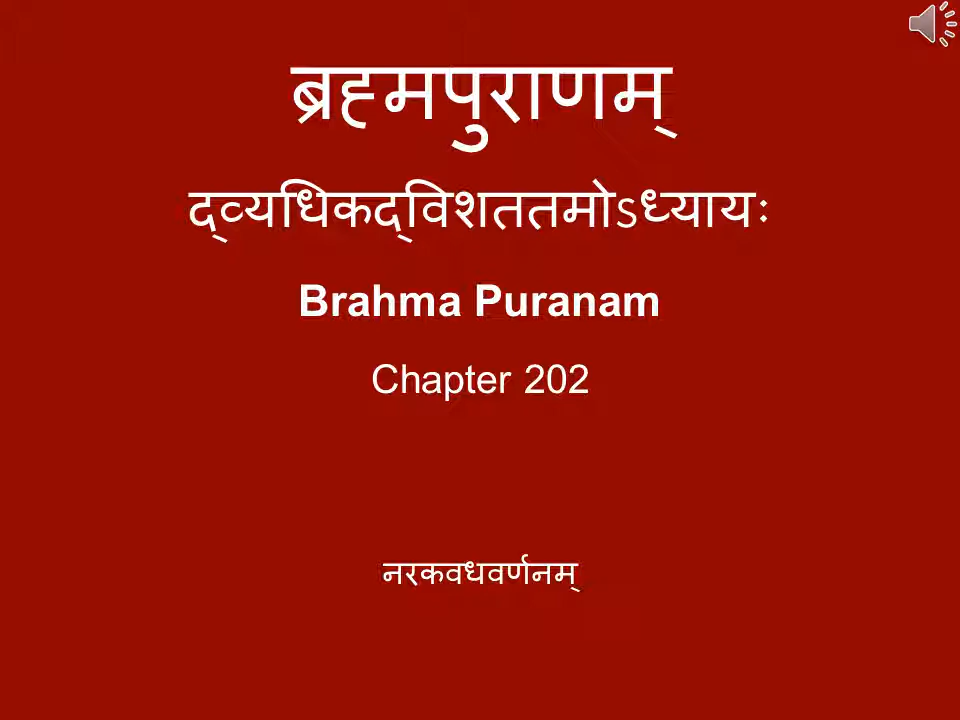 ब्रह्मपुराणम्
द्व्यधिकद्विशततमोऽध्यायः
Brahma Puranam
Chapter 202
नरकवधवर्णनम्